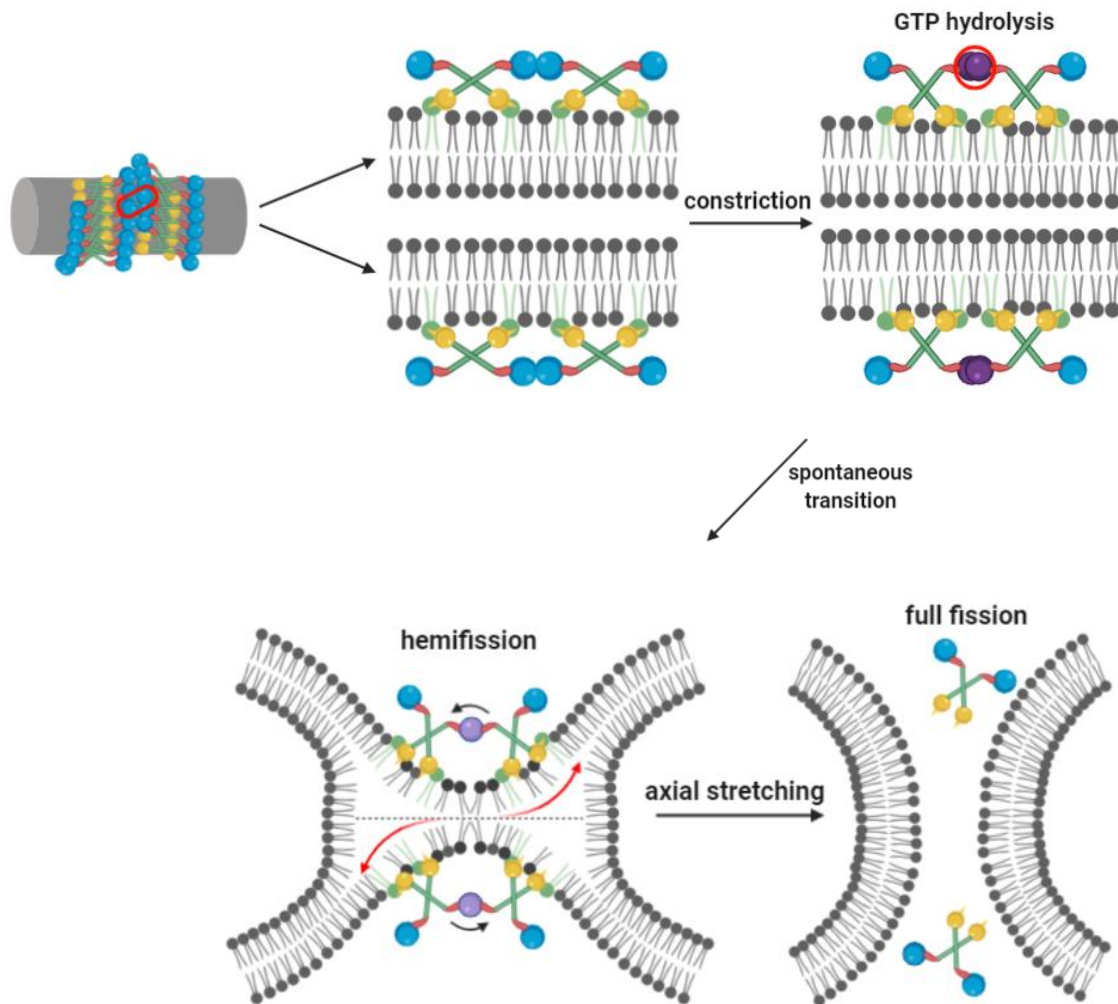 GTP hydrolysis
constriction
spontaneous
transition
hemifission
full fission
axial stretching